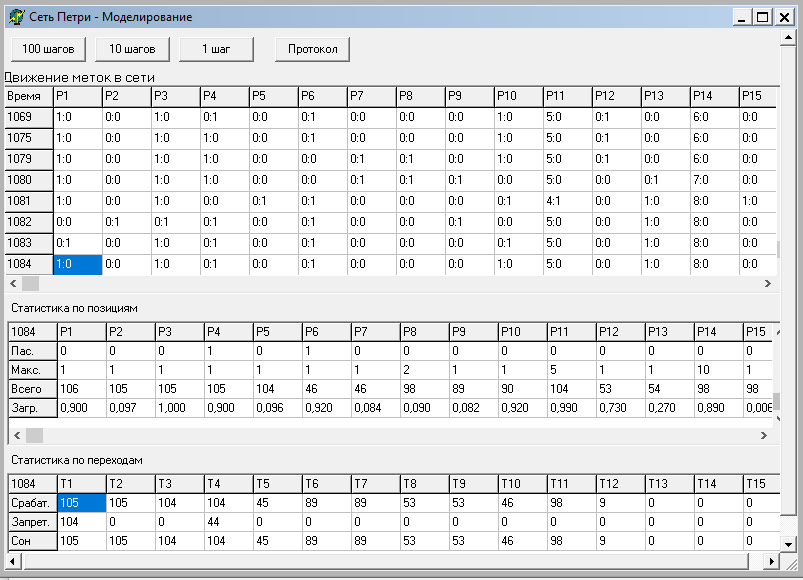 Сеть Петри - Моделирование
100 шагов 10 шагов 1 шаг Протокол
Движение меток в сети
Время P1 P2 P3 P4 P5 P6 P7 P8 P9 P10 P11 P12 P13 P14 P15
1069 1:0 0:0 1:0 0:1 0:0 0:1 0:0 0:0 0:0 1:0 5:0 0:1 0:0 6:0 0:0
1075 1:0 0:0 1:0 1:0 0:0 0:1 0:0 0:0 0:0 1:0 5:0 0:1 0:0 6:0 0:0
1079 1:0 0:0 1:0 1:0 0:0 0:0 0:1 0:1 0:0 1:0 5:0 0:1 0:0 6:0 0:0
1080 1:0 0:0 1:0 1:0 0:0 0:0 0:1 0:1 0:1 0:1 5:0 0:0 0:1 7:0 0:0
1081 1:0 0:0 1:0 0:0 0:1 0:1 0:0 0:1 0:0 0:1 4:1 0:0 1:0 8:0 1:0
1082 0:0 0:1 0:1 0:1 0:0 0:0 0:0 0:0 0:1 0:1 5:0 0:0 1:0 8:0 0:0
1083 0:1 0:0 1:0 0:1 0:0 0:0 0:0 0:0 0:0 0:1 5:0 0:0 1:0 8:0 0:0
1084 1:0 0:0 1:0 0:1 0:0 0:0 0:0 0:0 0:0 1:0 5:0 0:0 1:0 8:0 0:0
Статистика по позициям
1084 P1 P2 P3 P4 P5 P6 P7 P8 P9 P10 P11 P12 P13 P14 P15
Пас. 0 0 0 1 0 1 0 0 0 0 0 0 0 0 0
Макс. 1 1 1 1 1 1 1 2 1 1 5 1 1 10 1
Всего 106 105 105 105 104 46 46 98 89 90 104 53 54 98 98
Загр. 0,900 0,097 1,000 0,900 0,096 0,920 0,084 0,090 0,082 0,920 0,990 0,730 0,270 0,890 0,006
Статистика по переходам
1084 T1 T2 T3 T4 T5 T6 T7 T8 T9 T10 T11 T12 T13 T14 T15
Срабат. 105 105 104 104 45 89 89 53 53 46 98 9 0 0 0
Запрет. 104 0 0 44 0 0 0 0 0 0 0 0 0 0 0
Сон 105 105 104 104 45 89 89 53 53 46 98 9 0 0 0